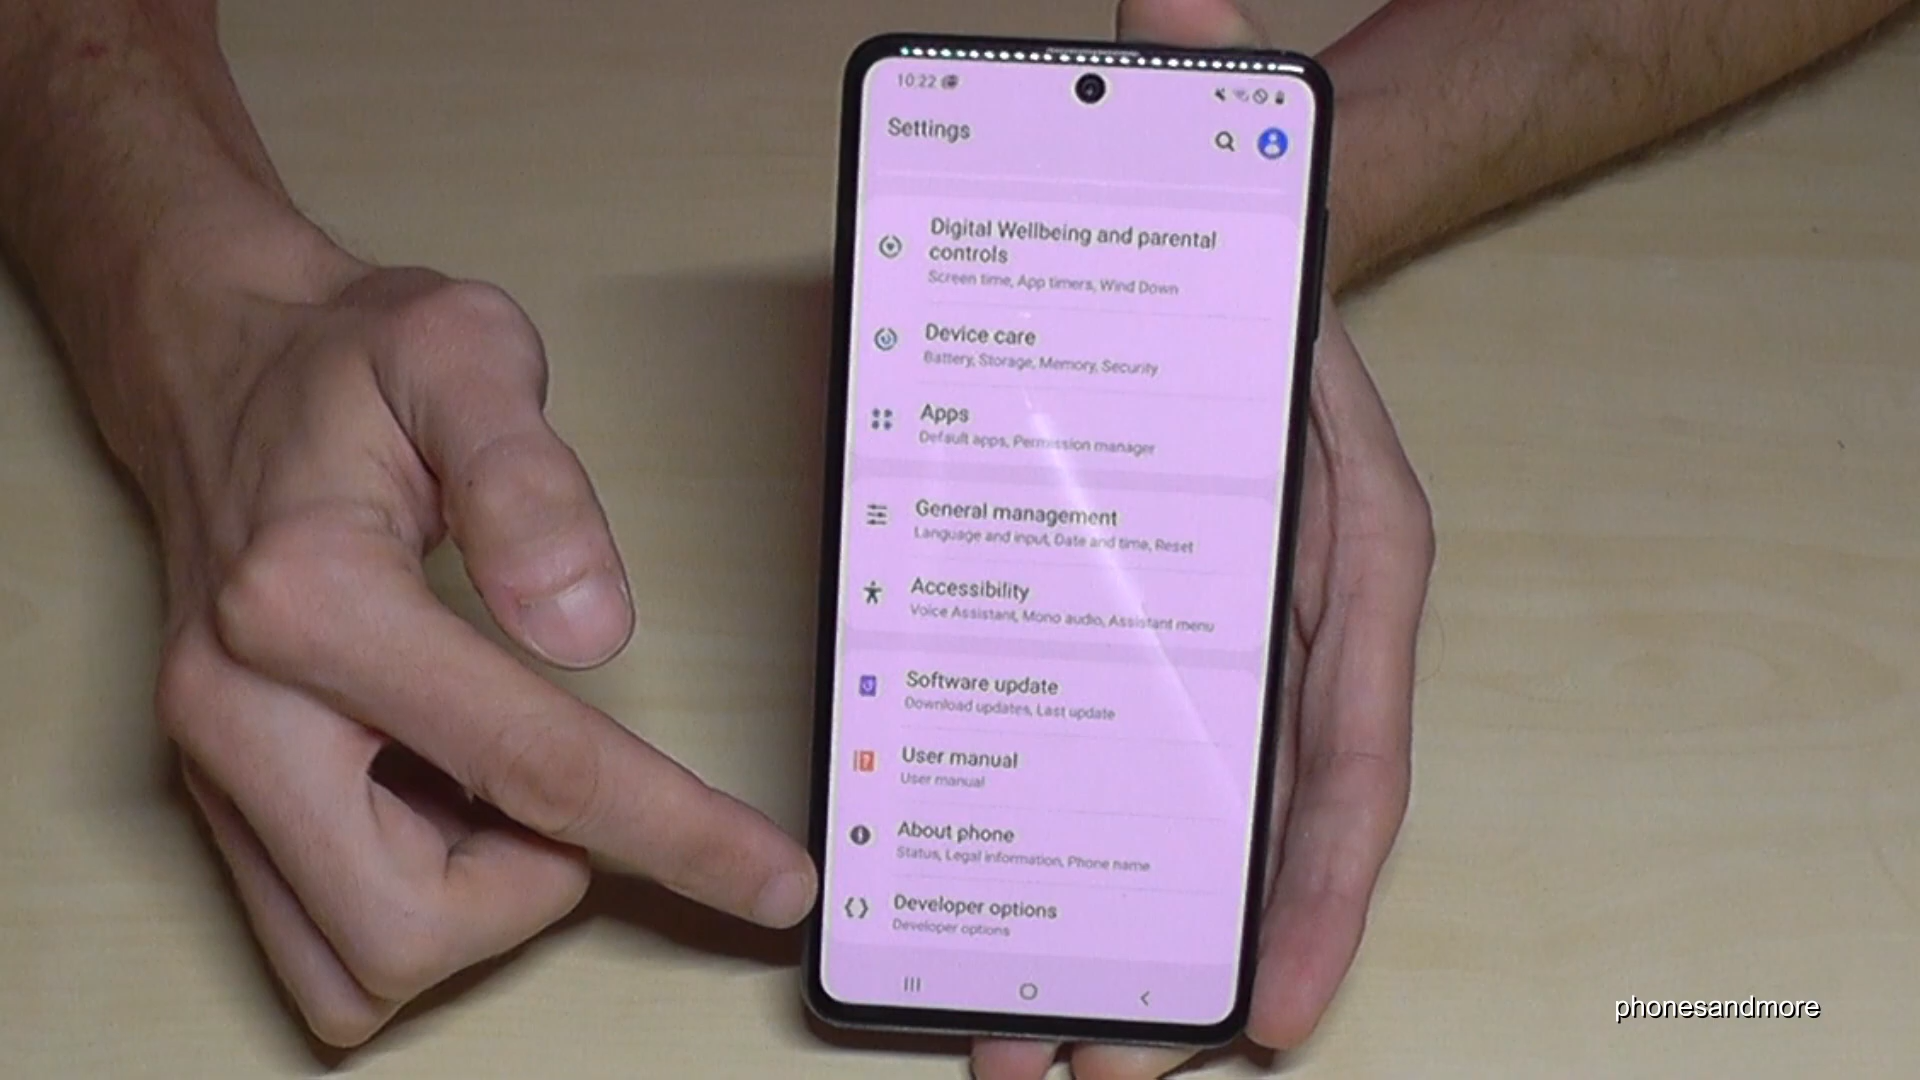 10:22
Settings
Digital Wellbeing and parental
controls
Screen time, App timers, Wind Down
Device care
Battery, Storage, Memory, Security
Apps
Default apps, Permission manager
General management
Language and input, Date and time, Reset
Accessibility
Voice Assistant, Mono audio, Assistant menu
Software update
Download updates, Last update
User manual
User manual
About phone
Status, Legal information, Phone name
Developer options
Developer options
phonesandmore